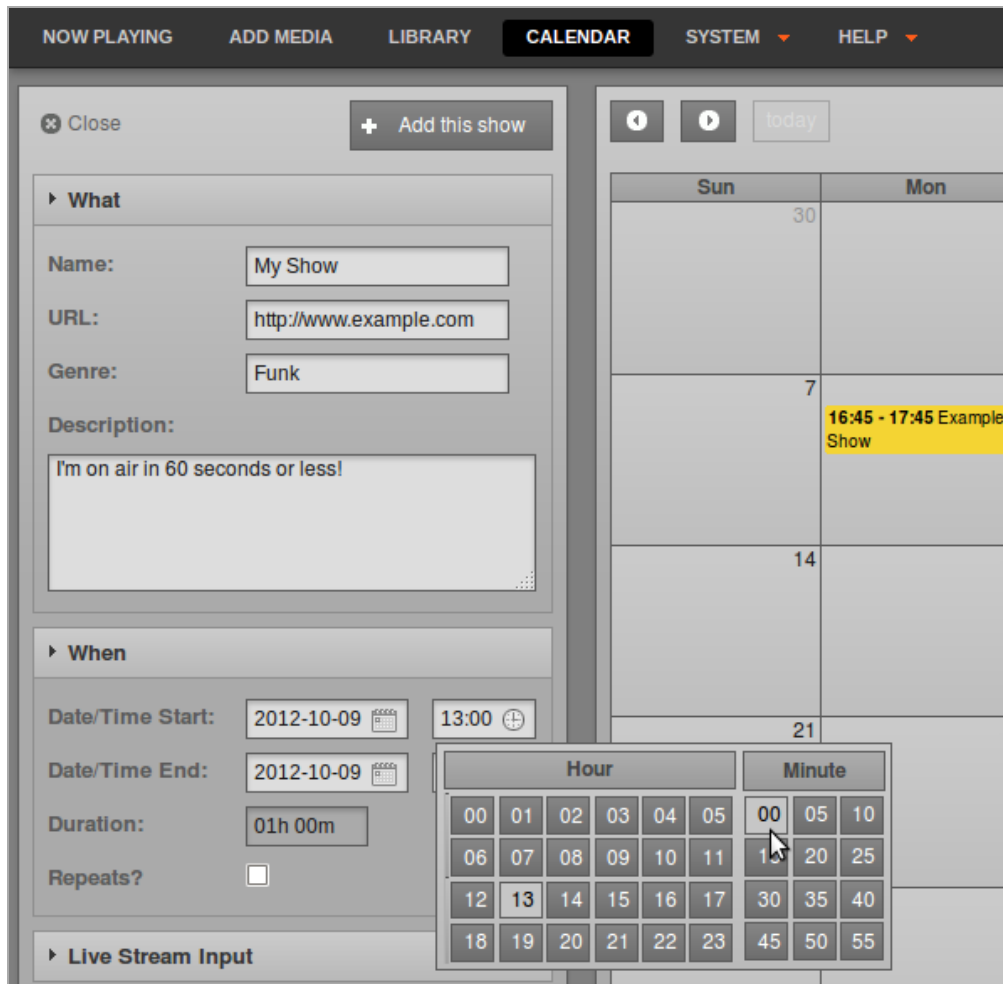 NOW PLAYING ADD MEDIA LIBRARY CALENDAR SYSTEM HELP
Close
Add this show
today
What
Name: My Show
URL: http://www.example.com
Genre: Funk
Description:
I'm on air in 60 seconds or less!
When
Date/Time Start: 2012-10-09 13:00
Date/Time End: 2012-10-09
Duration: 01h 00m
Repeats?
Live Stream Input
Hour Minute
00 01 02 03 04 05 00 05 10
06 07 08 09 10 11 15 20 25
12 13 14 15 16 17 30 35 40
18 19 20 21 22 23 45 50 55
Sun Mon
30
7
16:45 - 17:45 Example
Show
14
21